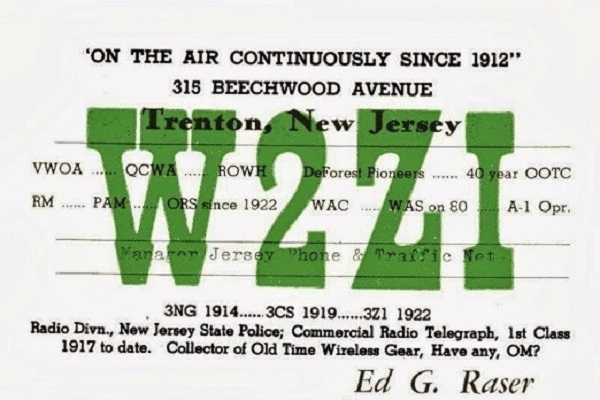 'ON THE AIR CONTINUOUSLY SINCE 1912"
315 BEECHWOOD AVENUE
Trenton, New Jersey
W2ZI
VWOA ...... QCWA ...... ROWH DeForest Pioneers ...... 40 year OOTC
RM ...... PAM ...... ORS since 1922 WAC ...... WAS on 80 ...... A-1 Opr.
Manager Jersey Phone & Traffic Net.
3NG 1914......3CS 1919......3ZI 1922
Radio Divn., New Jersey State Police; Commercial Radio Telegraph, 1st Class
1917 to date. Collector of Old Time Wireless Gear, Have any, OM?
Ed G. Raser